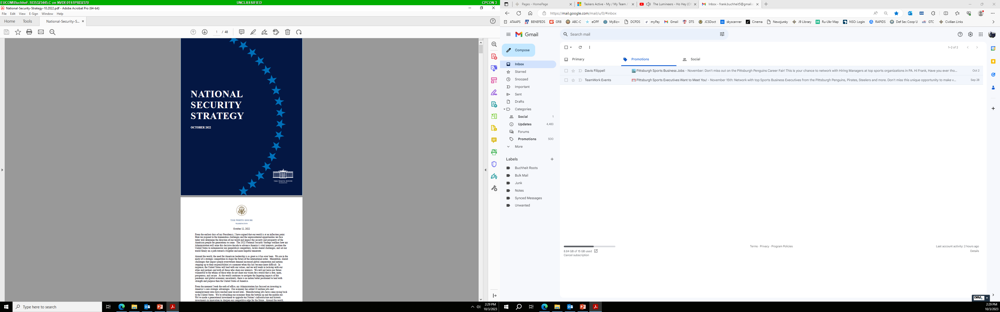 EUCOM\BuchheF.1035323445.C on NVDE01S1PRD2370
UNCLASSIFIED
CPCON 3
National-Security-Strategy-10.2022.pdf - Adobe Acrobat Pro (64-bit)
File Edit View E-Sign Window Help
Home Tools National-Security-S... ×
1 / 48
NATIONAL
SECURITY
STRATEGY
OCTOBER 2022
THE WHITE HOUSE
WASHINGTON
THE WHITE HOUSE
WASHINGTON
October 12, 2022
From the earliest days of my Presidency, I have argued that our world is at an inflection point.
How we respond to the tremendous challenges and the unprecedented opportunities we face
today will determine the direction of our world and impact the security and prosperity of the
American people for generations to come. The 2022 National Security Strategy outlines how my
Administration will seize this decisive decade to advance America's vital interests, position the
United States to outmaneuver our geopolitical competitors, tackle shared challenges, and set our
world firmly on a path toward a brighter and more hopeful tomorrow.
Around the world, the need for American leadership is as great as it has ever been. We are in the
midst of a strategic competition to shape the future of the international order. Meanwhile, shared
challenges that impact people everywhere demand increased global cooperation and nations
stepping up to their responsibilities at a moment when this has become more difficult. In
response, the United States will lead with our values, and we will work in lockstep with our
allies and partners and with all those who share our interests. We will not leave our future
vulnerable to the whims of those who do not share our vision for a world that is free, open,
prosperous, and secure. As the world continues to navigate the lingering impacts of the
pandemic and global economic uncertainty, there is no nation better positioned to lead with
strength and purpose than the United States of America.
From the moment I took the oath of office, my Administration has focused on investing in
America's core strategic advantages. Our economy has added 10 million jobs and
unemployment rates have reached near record lows. Manufacturing jobs have come racing back
to the United States. We're rebuilding our economy from the bottom up and the middle out.
We've made a generational investment to upgrade our Nation's infrastructure and historic
investments in innovation to sharpen our competitive edge for the future. Around the world,
Type here to search
2:29 PM
10/3/2023
Pages - HomePage
Taskers Active - My / My Team /
The Lumineers - Ho Hey (Of
Inbox - frank.buchheit5@gmail.c
https://mail.google.com/mail/u/0/#inbox
ATAAPS BENEFEDS GRB ABC-C eOPF MyBiz+ DCPDS myPay Gmail DTS JCSDoct skyscanner Cinema Newzjunky J9 Library Ru-Ukr Map NSO: Login RAPIDS Def Sec Coop U GTC Civilian Links
Gmail
Search mail
Compose
1–2 of 2
Primary Promotions Social
Inbox
Starred
Snoozed
Important
Sent
Drafts
Categories
Social 1
Updates 4,483
Forums
Promotions 500
More
Labels
Buchheit Roots
Bulk Mail
Junk
Notes
Synced Messages
Unwanted
Davis Filippell Pittsburgh Sports Business Jobs - November: Don't miss out on the Pittsburgh Penguins Career Fair! This is your chance to network with Hiring Managers at top sports organizations in PA. Hi Frank, Have you ever tho... Oct 2
TeamWork Events Pittsburgh Sports Executives Want to Meet You! - November 15th: Network with top Sports Business Executives from the Pittsburgh Penguins, Pirates, Steelers and more. Don't miss this unique opportunity to make v... Sep 28
8.84 GB of 15 GB used
Cancel subscription
Terms · Privacy · Program Policies
Last account activity: 2 hours ago
Details
DISA
2:29 PM
10/3/2023